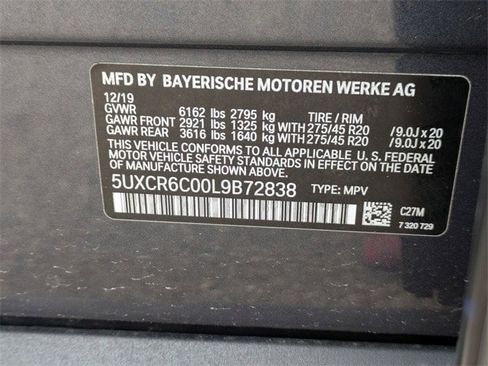 MFD BY BAYERISCHE MOTOREN WERKE AG
12/19
GVWR 6162 lbs 2795 kg TIRE / RIM
GAWR FRONT 2921 lbs 1325 kg WITH 275/45 R20 /9.0J x 20
GAWR REAR 3616 lbs 1640 kg WITH 275/45 R20 /9.0J x 20
THIS VEHICLE CONFORMS TO ALL APPLICABLE FEDERAL
MOTOR VEHICLE SAFETY STANDARDS IN EFFECT ON THE DATE
OF MANUFACTURE SHOWN ABOVE.
5UXCR6C00L9B72838 TYPE: MPV
C27M
7 320 729